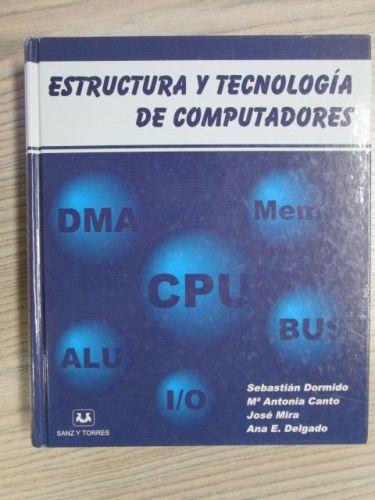 ESTRUCTURA Y TECNOLOGÍA
DE COMPUTADORES
DMA
Mem
CPU
BUS
ALU
I/O
Sebastián Dormido
Mª Antonia Canto
José Mira
Ana E. Delgado
SANZ Y TORRES